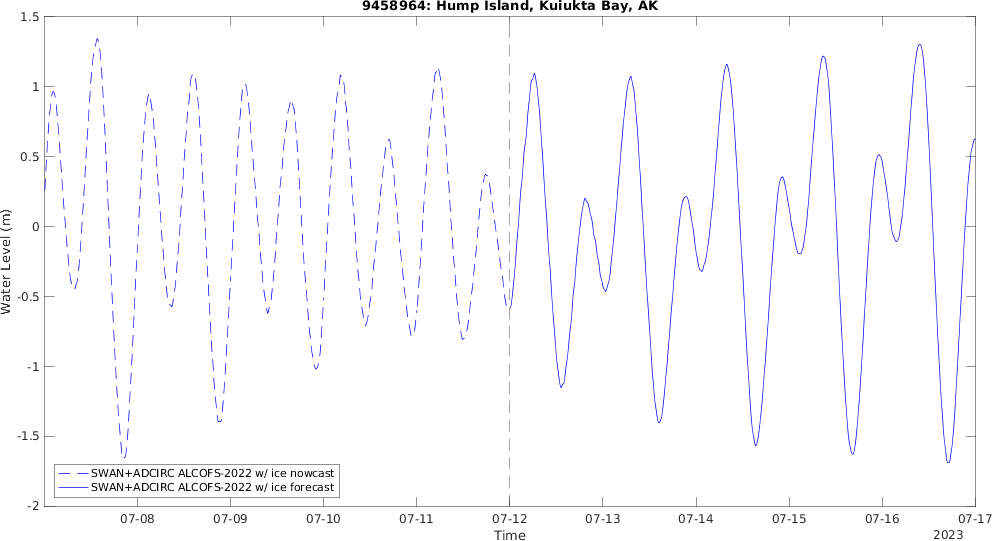 9458964: Hump Island, Kuiukta Bay, AK
1.5
1
0.5
0
-0.5
-1
-1.5
-2
Water Level (m)
SWAN+ADCIRC ALCOFS-2022 w/ ice nowcast
SWAN+ADCIRC ALCOFS-2022 w/ ice forecast
07-08 07-09 07-10 07-11 07-12 07-13 07-14 07-15 07-16 07-17
Time
2023